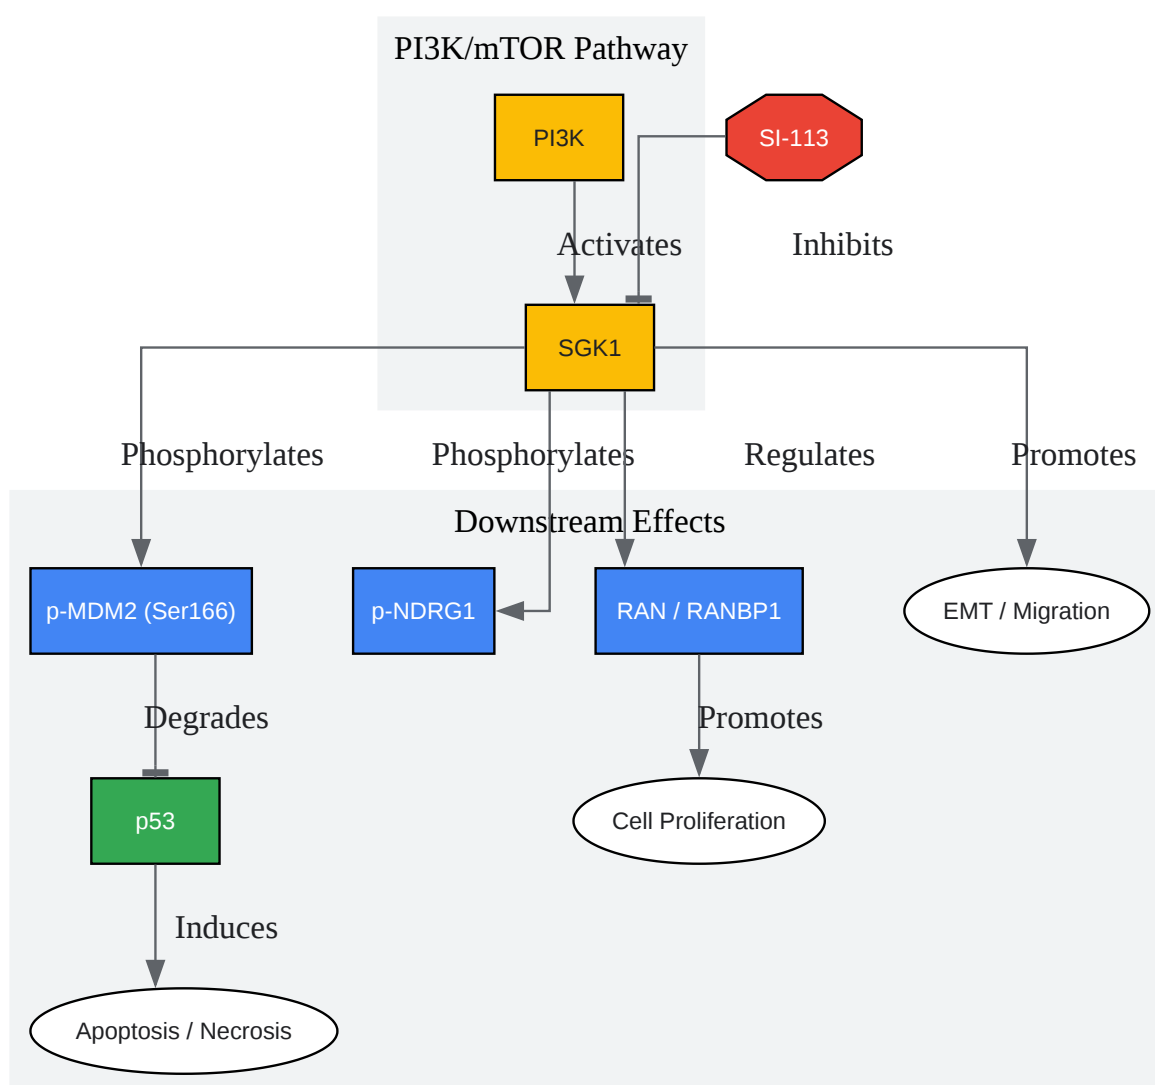 PI3K/mTOR Pathway
PI3K
SI-113
Activates
Inhibits
SGK1
Phosphorylates
Phosphorylates
Regulates
Promotes
Downstream Effects
p-MDM2 (Ser166)
p-NDRG1
RAN / RANBP1
EMT / Migration
Degrades
Promotes
p53
Cell Proliferation
Induces
Apoptosis / Necrosis